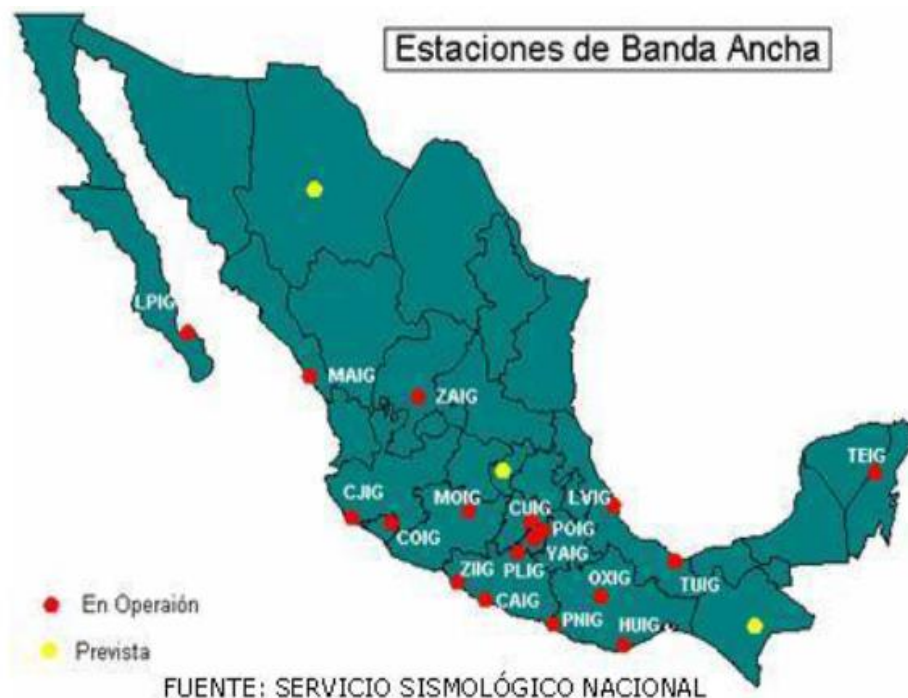 Estaciones de Banda Ancha
LPIG
MAIG
ZAIG
TEIG
CJIG
MOIG
CUIG
LVIG
COIG
POIG
YAIG
ZIIG
PLIG
OXIG
TUIG
CAIG
PNIG
HUIG
En Operaión
Prevista
FUENTE: SERVICIO SISMOLÓGICO NACIONAL